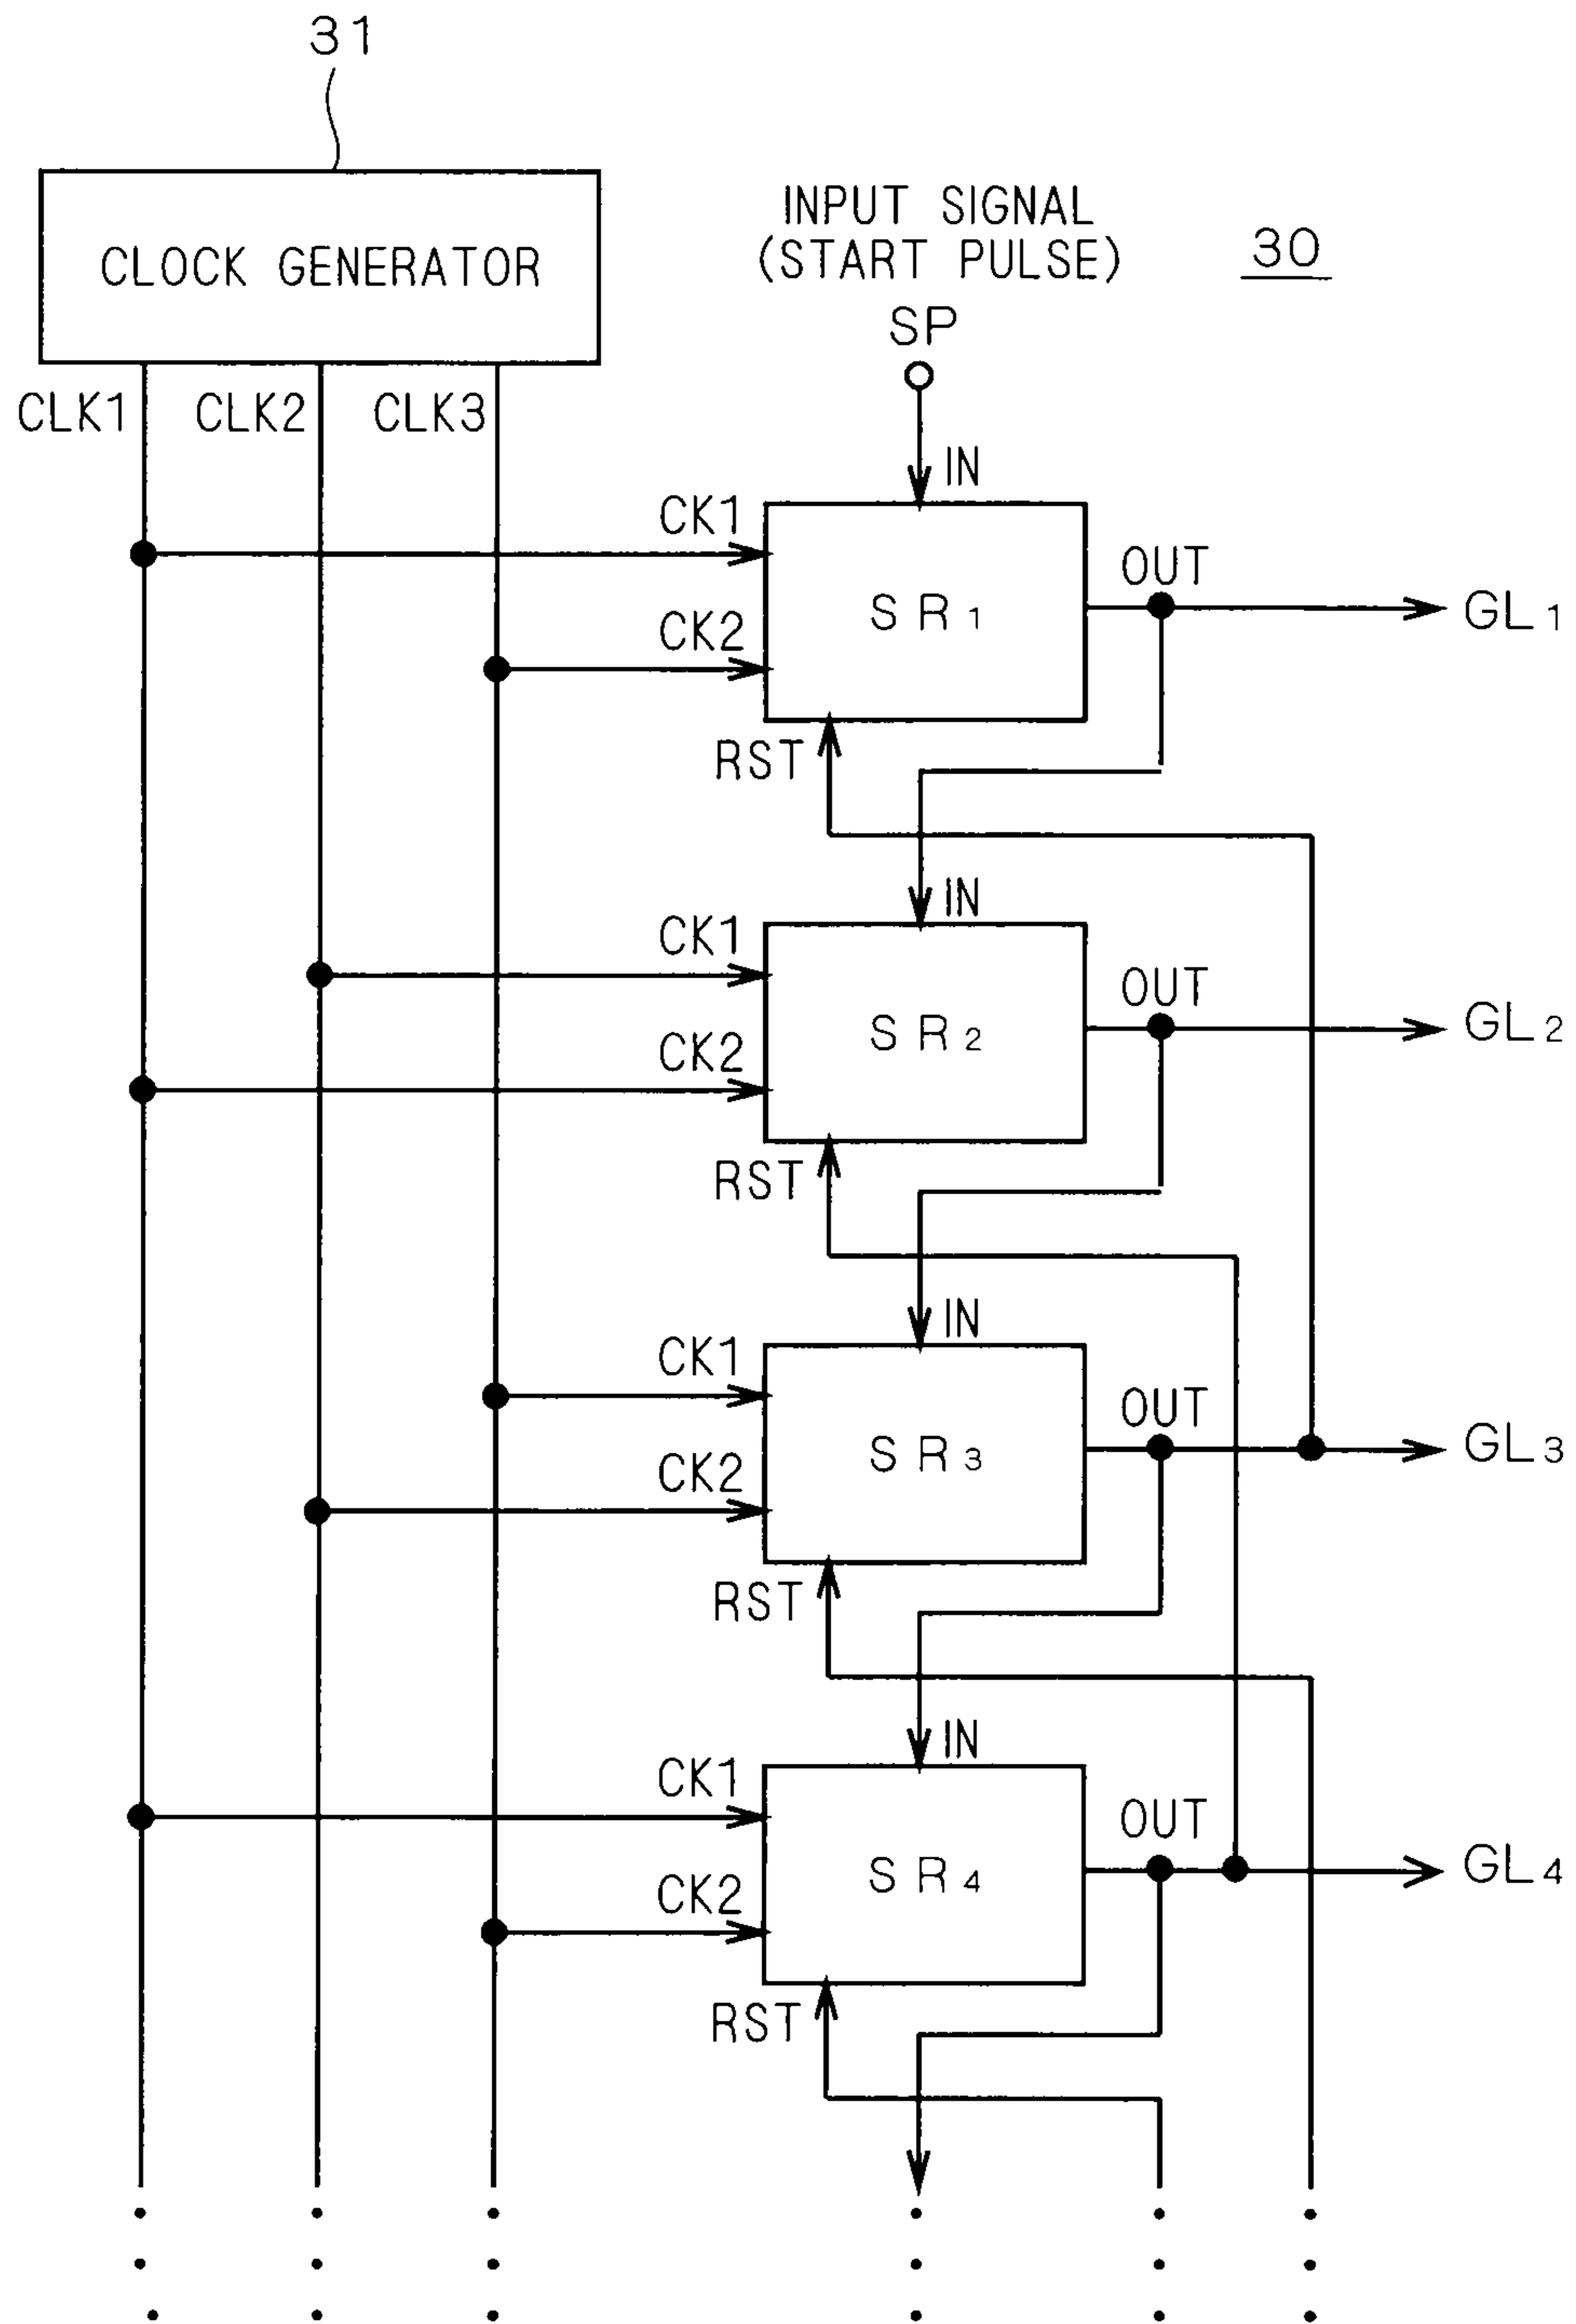 31
CLOCK GENERATOR
INPUT SIGNAL
(START PULSE)
SP
30
CLK1 CLK2 CLK3
IN
CK1
CK2
SR1
OUT
GL1
RST
IN
CK1
CK2
SR2
OUT
GL2
RST
IN
CK1
CK2
SR3
OUT
GL3
RST
IN
CK1
CK2
SR4
OUT
GL4
RST